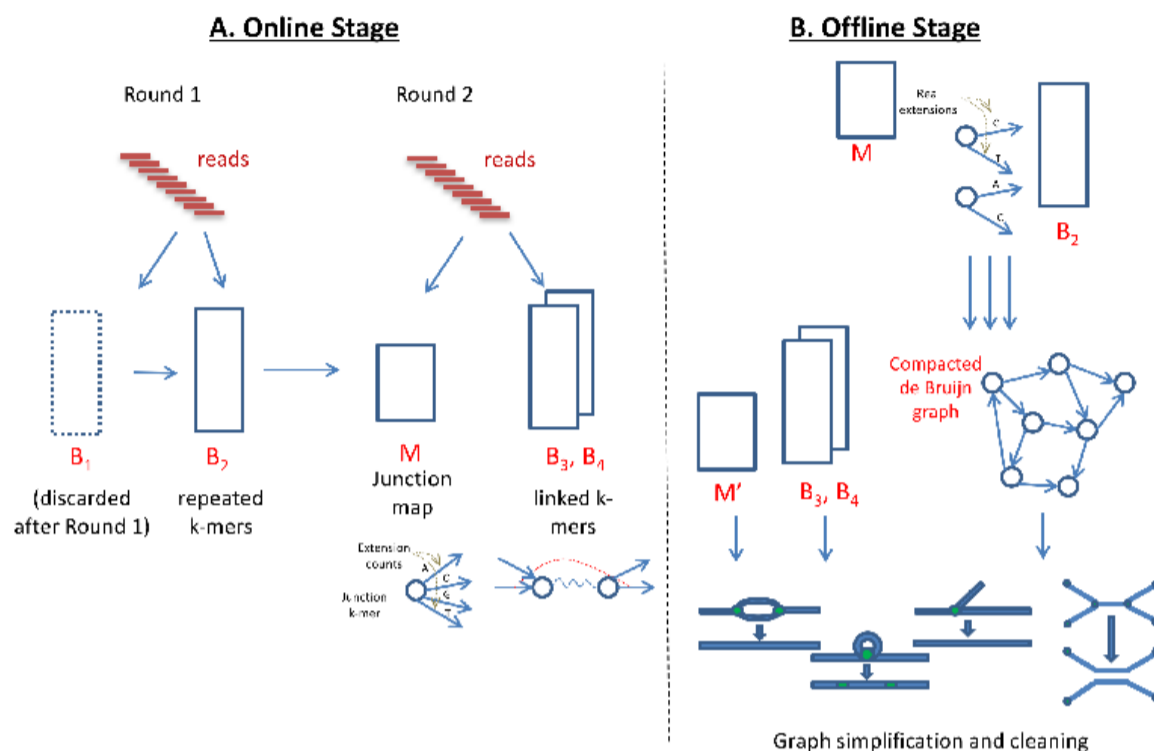 A. Online Stage
Round 1
Round 2
reads
reads
B1
B2
M
B3, B4
(discarded
after Round 1)
repeated
k-mers
Junction
map
linked k-
mers
Extension
counts
Junction
k-mer
A
C
G
T
B. Offline Stage
M
Rea
extensions
C
T
A
C
B2
Compacted
de Bruijn
graph
M'
B3, B4
Graph simplification and cleaning